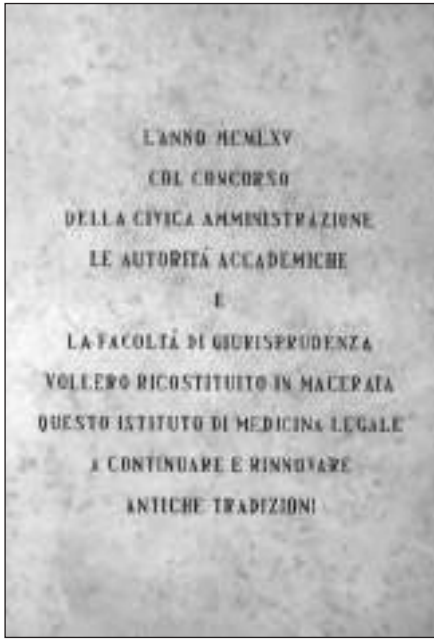 L'ANNO MCMLXV
COL CONCORSO
DELLA CIVICA AMMINISTRAZIONE
LE AUTORITÀ ACCADEMICHE
E
LA FACOLTÀ DI GIURISPRUDENZA
VOLLERO RICOSTITUITO IN MACERATA
QUESTO ISTITUTO DI MEDICINA LEGALE
A CONTINUARE E RINNOVARE
ANTICHE TRADIZIONI